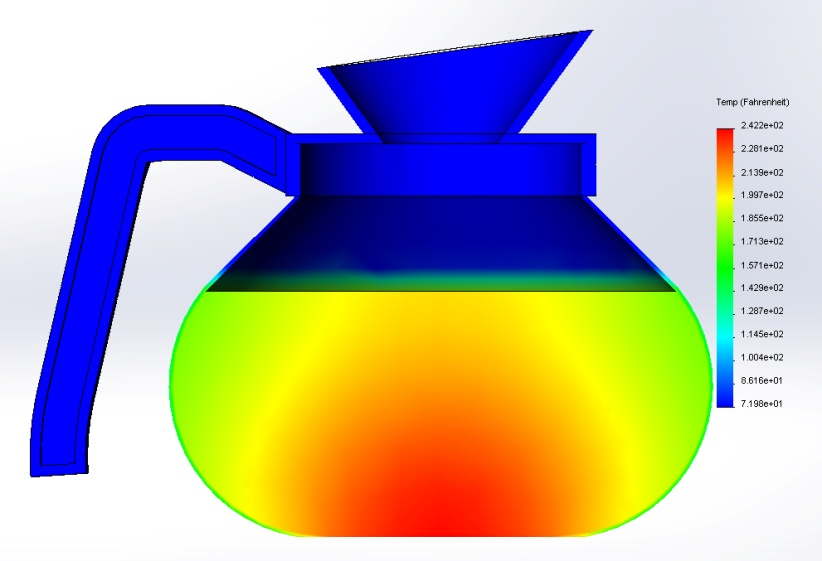 Temp (Fahrenheit)
2.422e+02
2.281e+02
2.139e+02
1.997e+02
1.855e+02
1.713e+02
1.571e+02
1.429e+02
1.287e+02
1.145e+02
1.004e+02
8.616e+01
7.198e+01